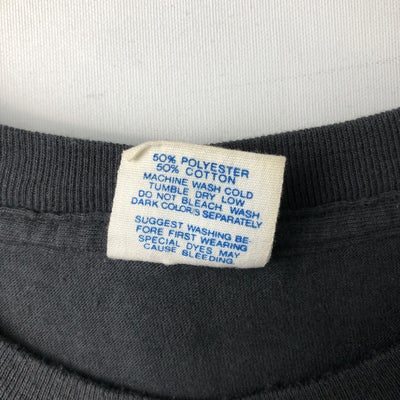 50% POLYESTER
50% COTTON
MACHINE WASH COLD
TUMBLE DRY LOW
DO NOT BLEACH WASH
DARK COLOR/S SEPARATELY
SUGGEST WASHING BE-
FORE FIRST WEARING
SPECIAL DYES MAY
CAUSE BLEEDING.